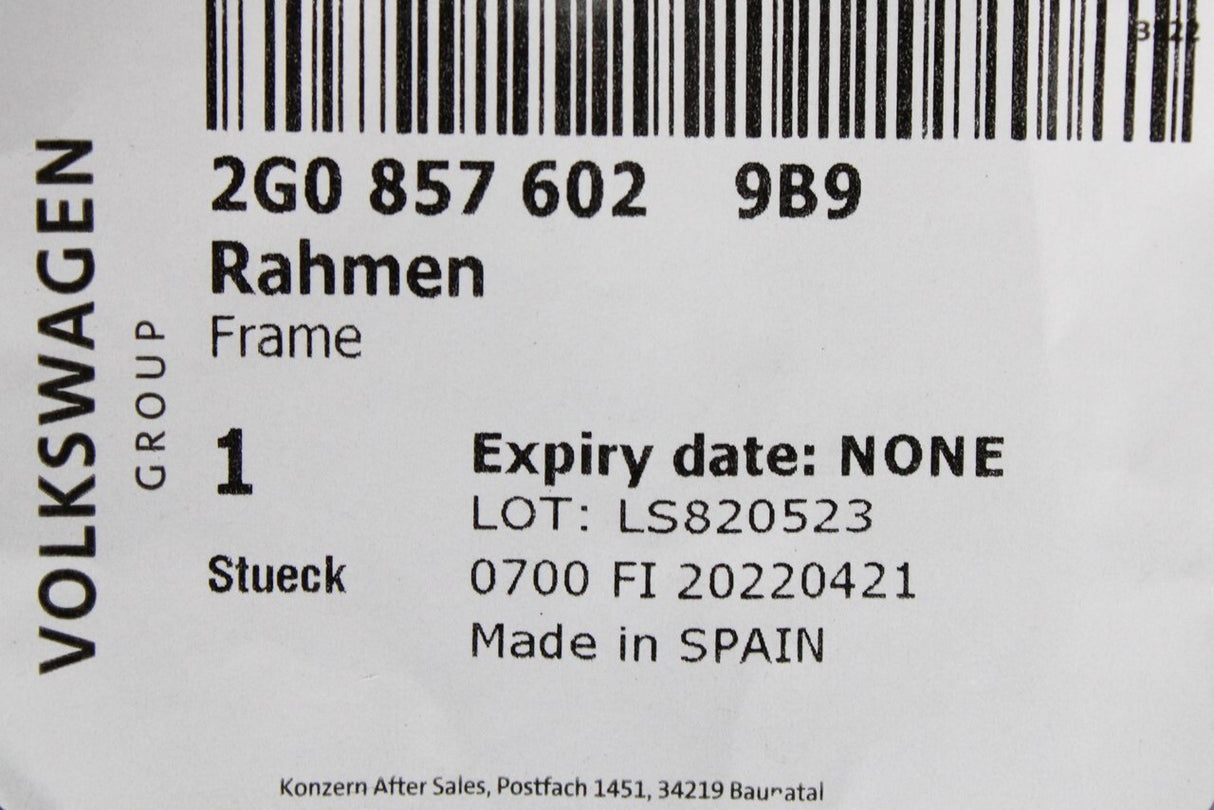 2G0 857 602 9B9
Rahmen
Frame
1
Expiry date: NONE
LOT: LS820523
Stueck
0700 FI 20220421
Made in SPAIN
VOLKSWAGEN
GROUP
Konzern After Sales, Postfach 1451, 34219 Baunatal